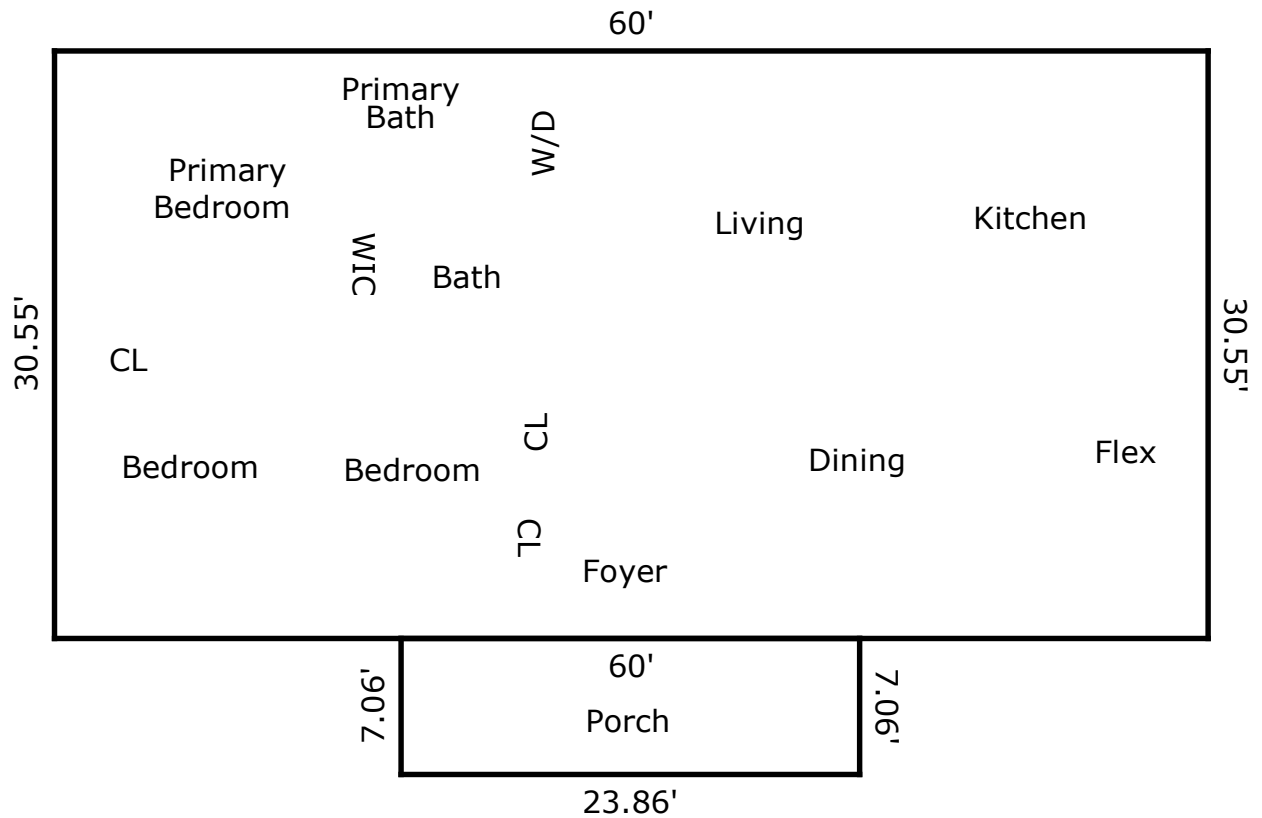 60'
Primary
Bath
W/D
Primary
Bedroom
Living
Kitchen
WIC
Bath
30.55'
30.55'
CL
CL
Bedroom
Bedroom
Dining
Flex
CL
Foyer
60'
7.06'
7.06'
Porch
23.86'